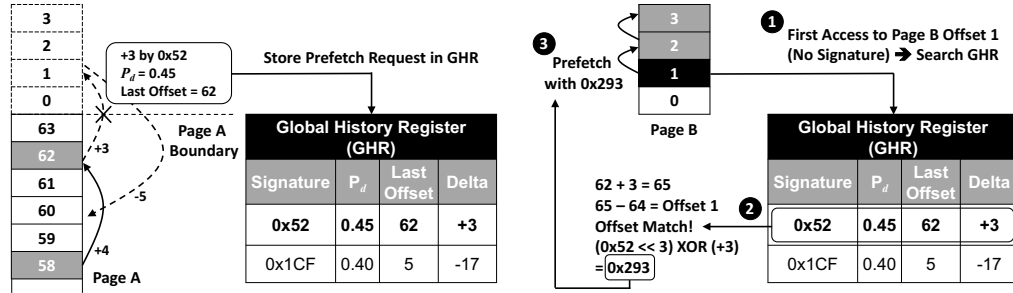 3
2
1
0
63
62
61
60
59
58
+3 by 0x52
Pd = 0.45
Last Offset = 62
+3
-5
+4
Page A
Boundary
Page A
Store Prefetch Request in GHR
Global History Register
(GHR)
Signature Pd Last Offset Delta
0x52 0.45 62 +3
0x1CF 0.40 5 -17
3
Prefetch
with 0x293
3
2
1
0
Page B
1
First Access to Page B Offset 1
(No Signature) ➔ Search GHR
62 + 3 = 65
65 – 64 = Offset 1
Offset Match!
(0x52 << 3) XOR (+3)
= 0x293
2
Global History Register
(GHR)
Signature Pd Last Offset Delta
0x52 0.45 62 +3
0x1CF 0.40 5 -17